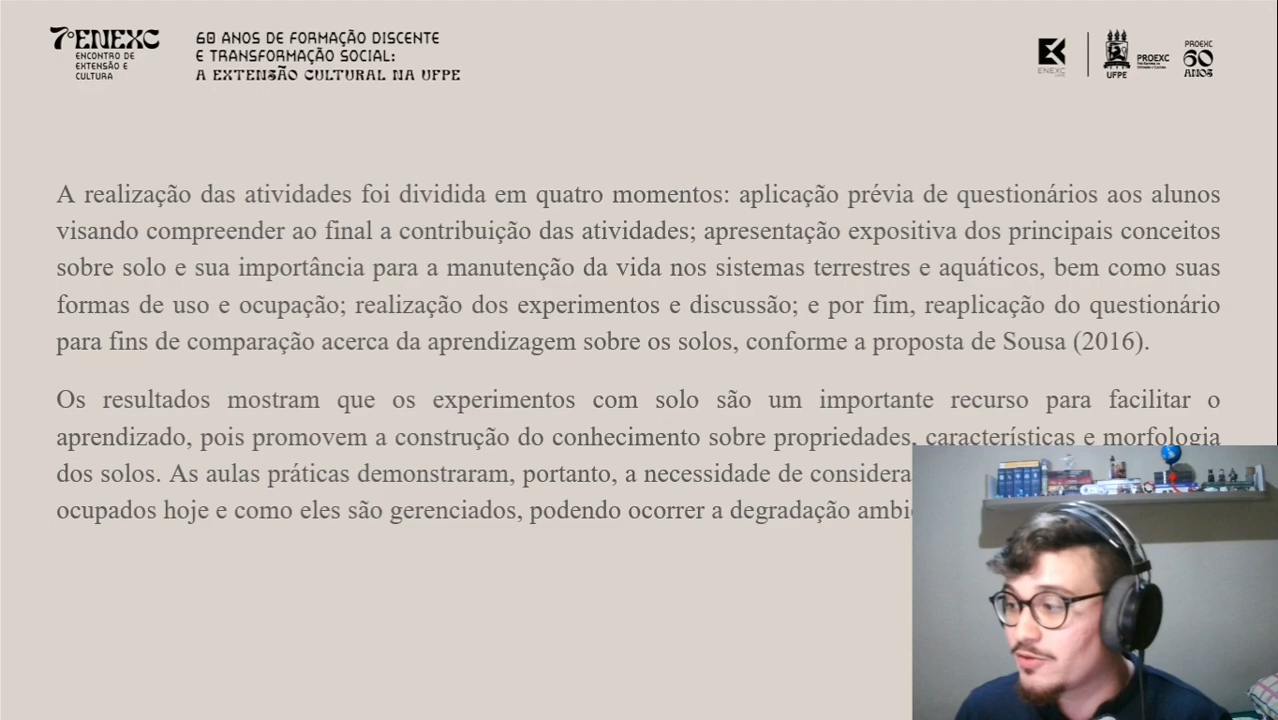 7ºENEXC
ENCONTRO DE
EXTENSÃO E
CULTURA
60 ANOS DE FORMAÇÃO DISCENTE
E TRANSFORMAÇÃO SOCIAL:
A EXTENSÃO CULTURAL NA UFPE
ENEXC
UFPE
PROEXC
PROEXC
60
ANOS
A realização das atividades foi dividida em quatro momentos: aplicação prévia de questionários aos alunos
visando compreender ao final a contribuição das atividades; apresentação expositiva dos principais conceitos
sobre solo e sua importância para a manutenção da vida nos sistemas terrestres e aquáticos, bem como suas
formas de uso e ocupação; realização dos experimentos e discussão; e por fim, reaplicação do questionário
para fins de comparação acerca da aprendizagem sobre os solos, conforme a proposta de Sousa (2016).
Os resultados mostram que os experimentos com solo são um importante recurso para facilitar o
aprendizado, pois promovem a construção do conhecimento sobre propriedades, características e morfologia
dos solos. As aulas práticas demonstraram, portanto, a necessidade de considera
ocupados hoje e como eles são gerenciados, podendo ocorrer a degradação ambi